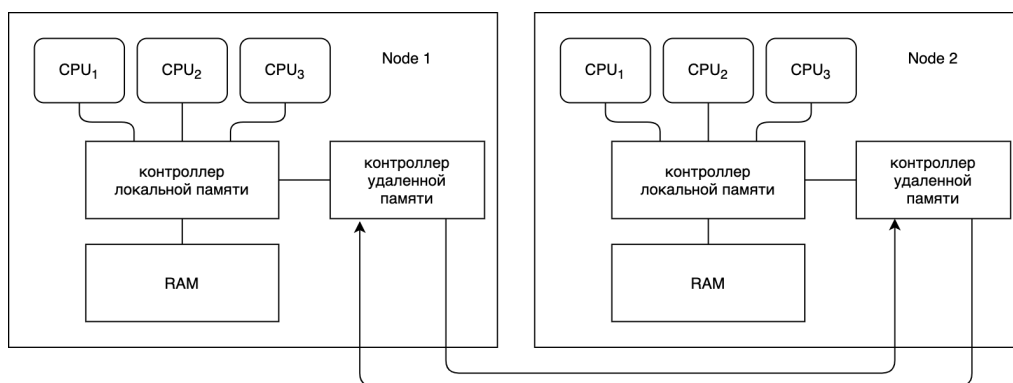 Node 1
CPU₁
CPU₂
CPU₃
контроллер
локальной памяти
контроллер
удаленной
памяти
RAM
Node 2
CPU₁
CPU₂
CPU₃
контроллер
локальной памяти
контроллер
удаленной
памяти
RAM